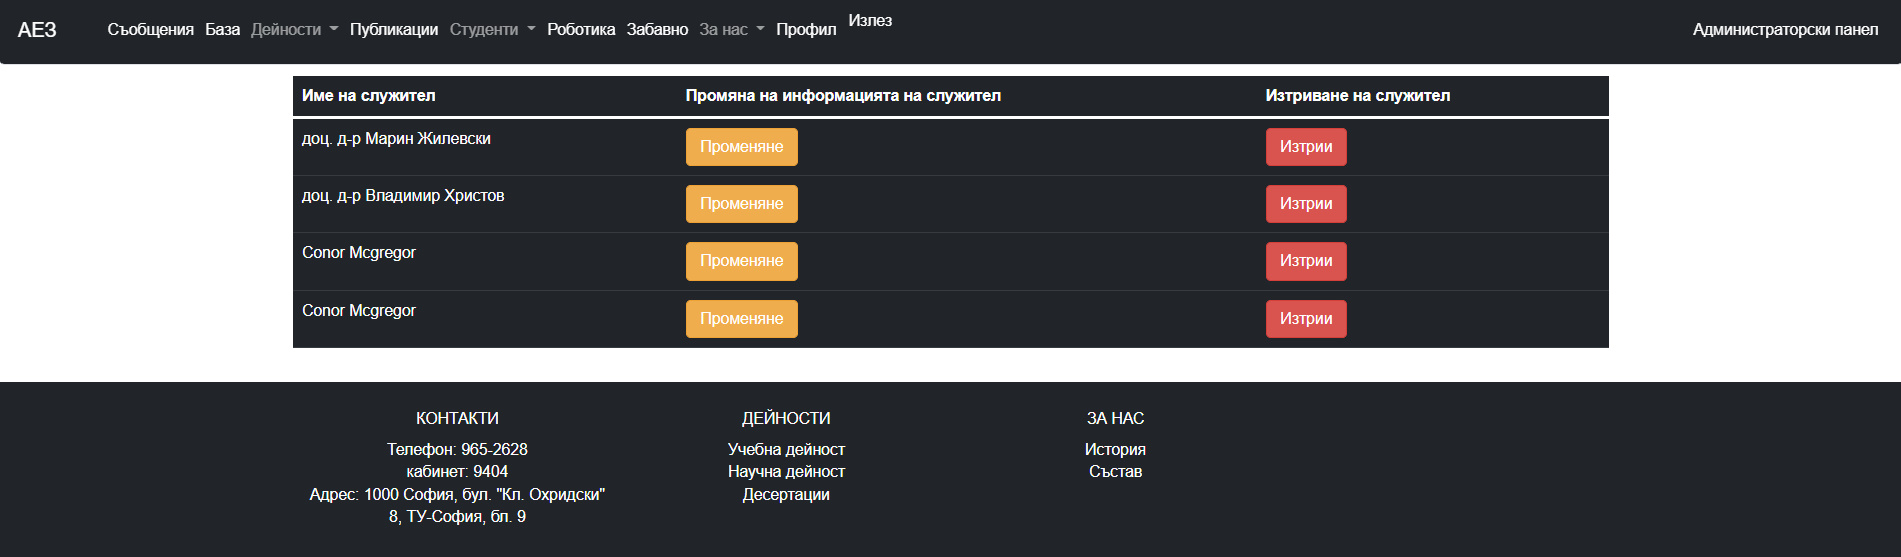 АЕЗ Съобщения База Дейности Публикации Студенти Роботика Забавно За нас Профил Излез Администраторски панел
Име на служител Промяна на информацията на служител Изтриване на служител
доц. д-р Марин Жилевски Променяне Изтрии
доц. д-р Владимир Христов Променяне Изтрии
Conor Mcgregor Променяне Изтрии
Conor Mcgregor Променяне Изтрии
КОНТАКТИ
Телефон: 965-2628
кабинет: 9404
Адрес: 1000 София, бул. "Кл. Охридски"
8, ТУ-София, бл. 9
ДЕЙНОСТИ
Учебна дейност
Научна дейност
Десертации
ЗА НАС
История
Състав